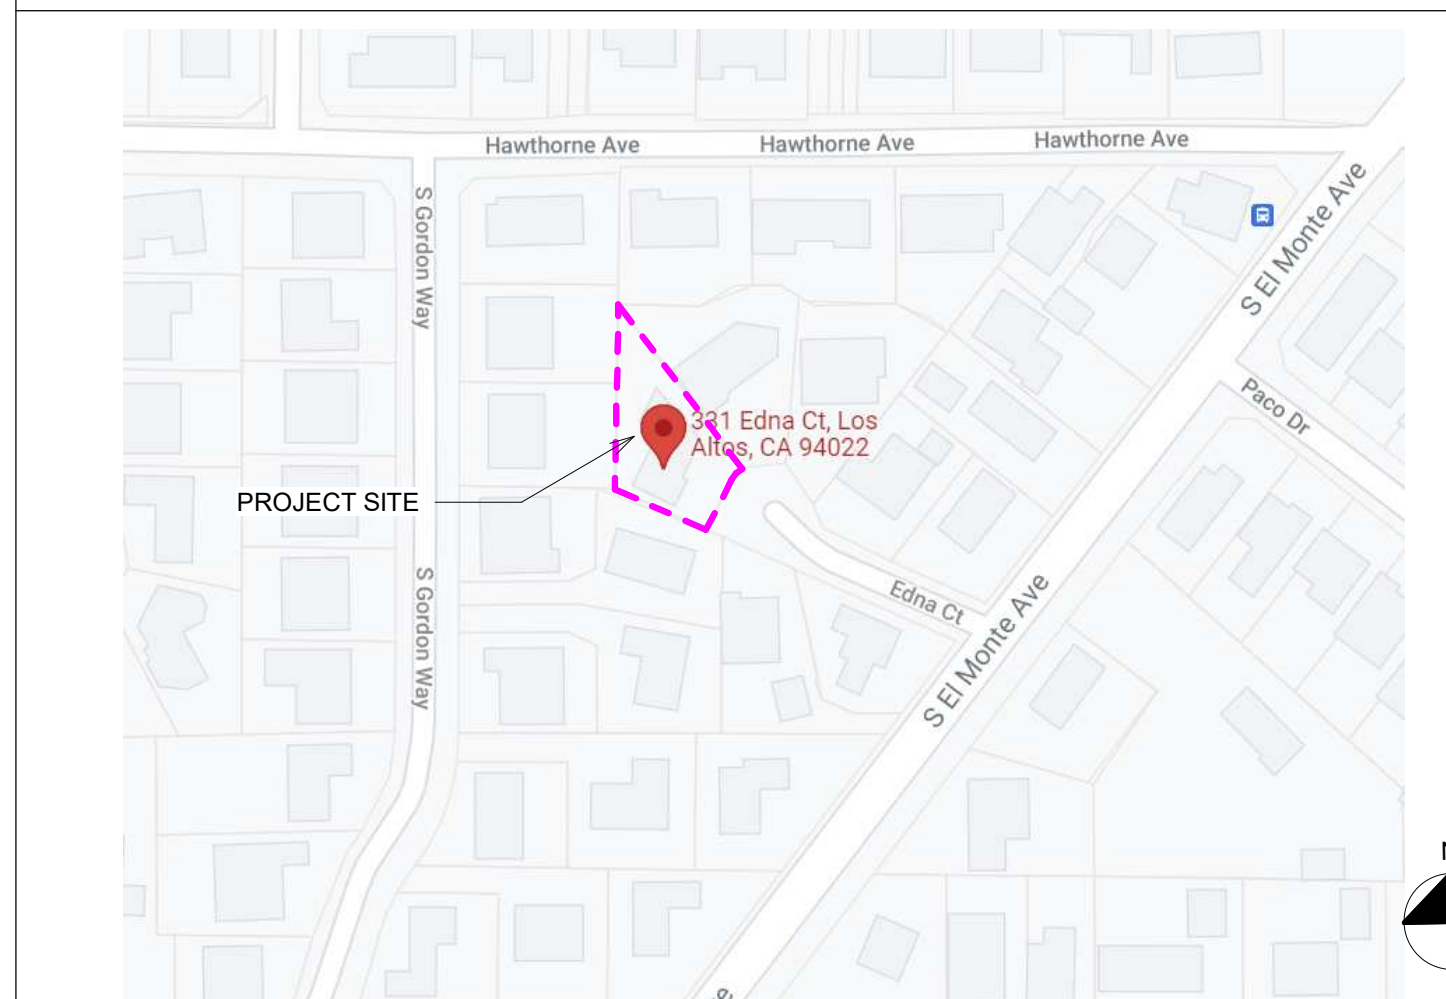 Hawthorne Ave Hawthorne Ave Hawthorne Ave
S Gordon Way
S El Monte Ave
Paco Dr
331 Edna Ct, Los
Altos, CA 94022
PROJECT SITE
Edna Ct
S Gordon Way
S El Monte Ave